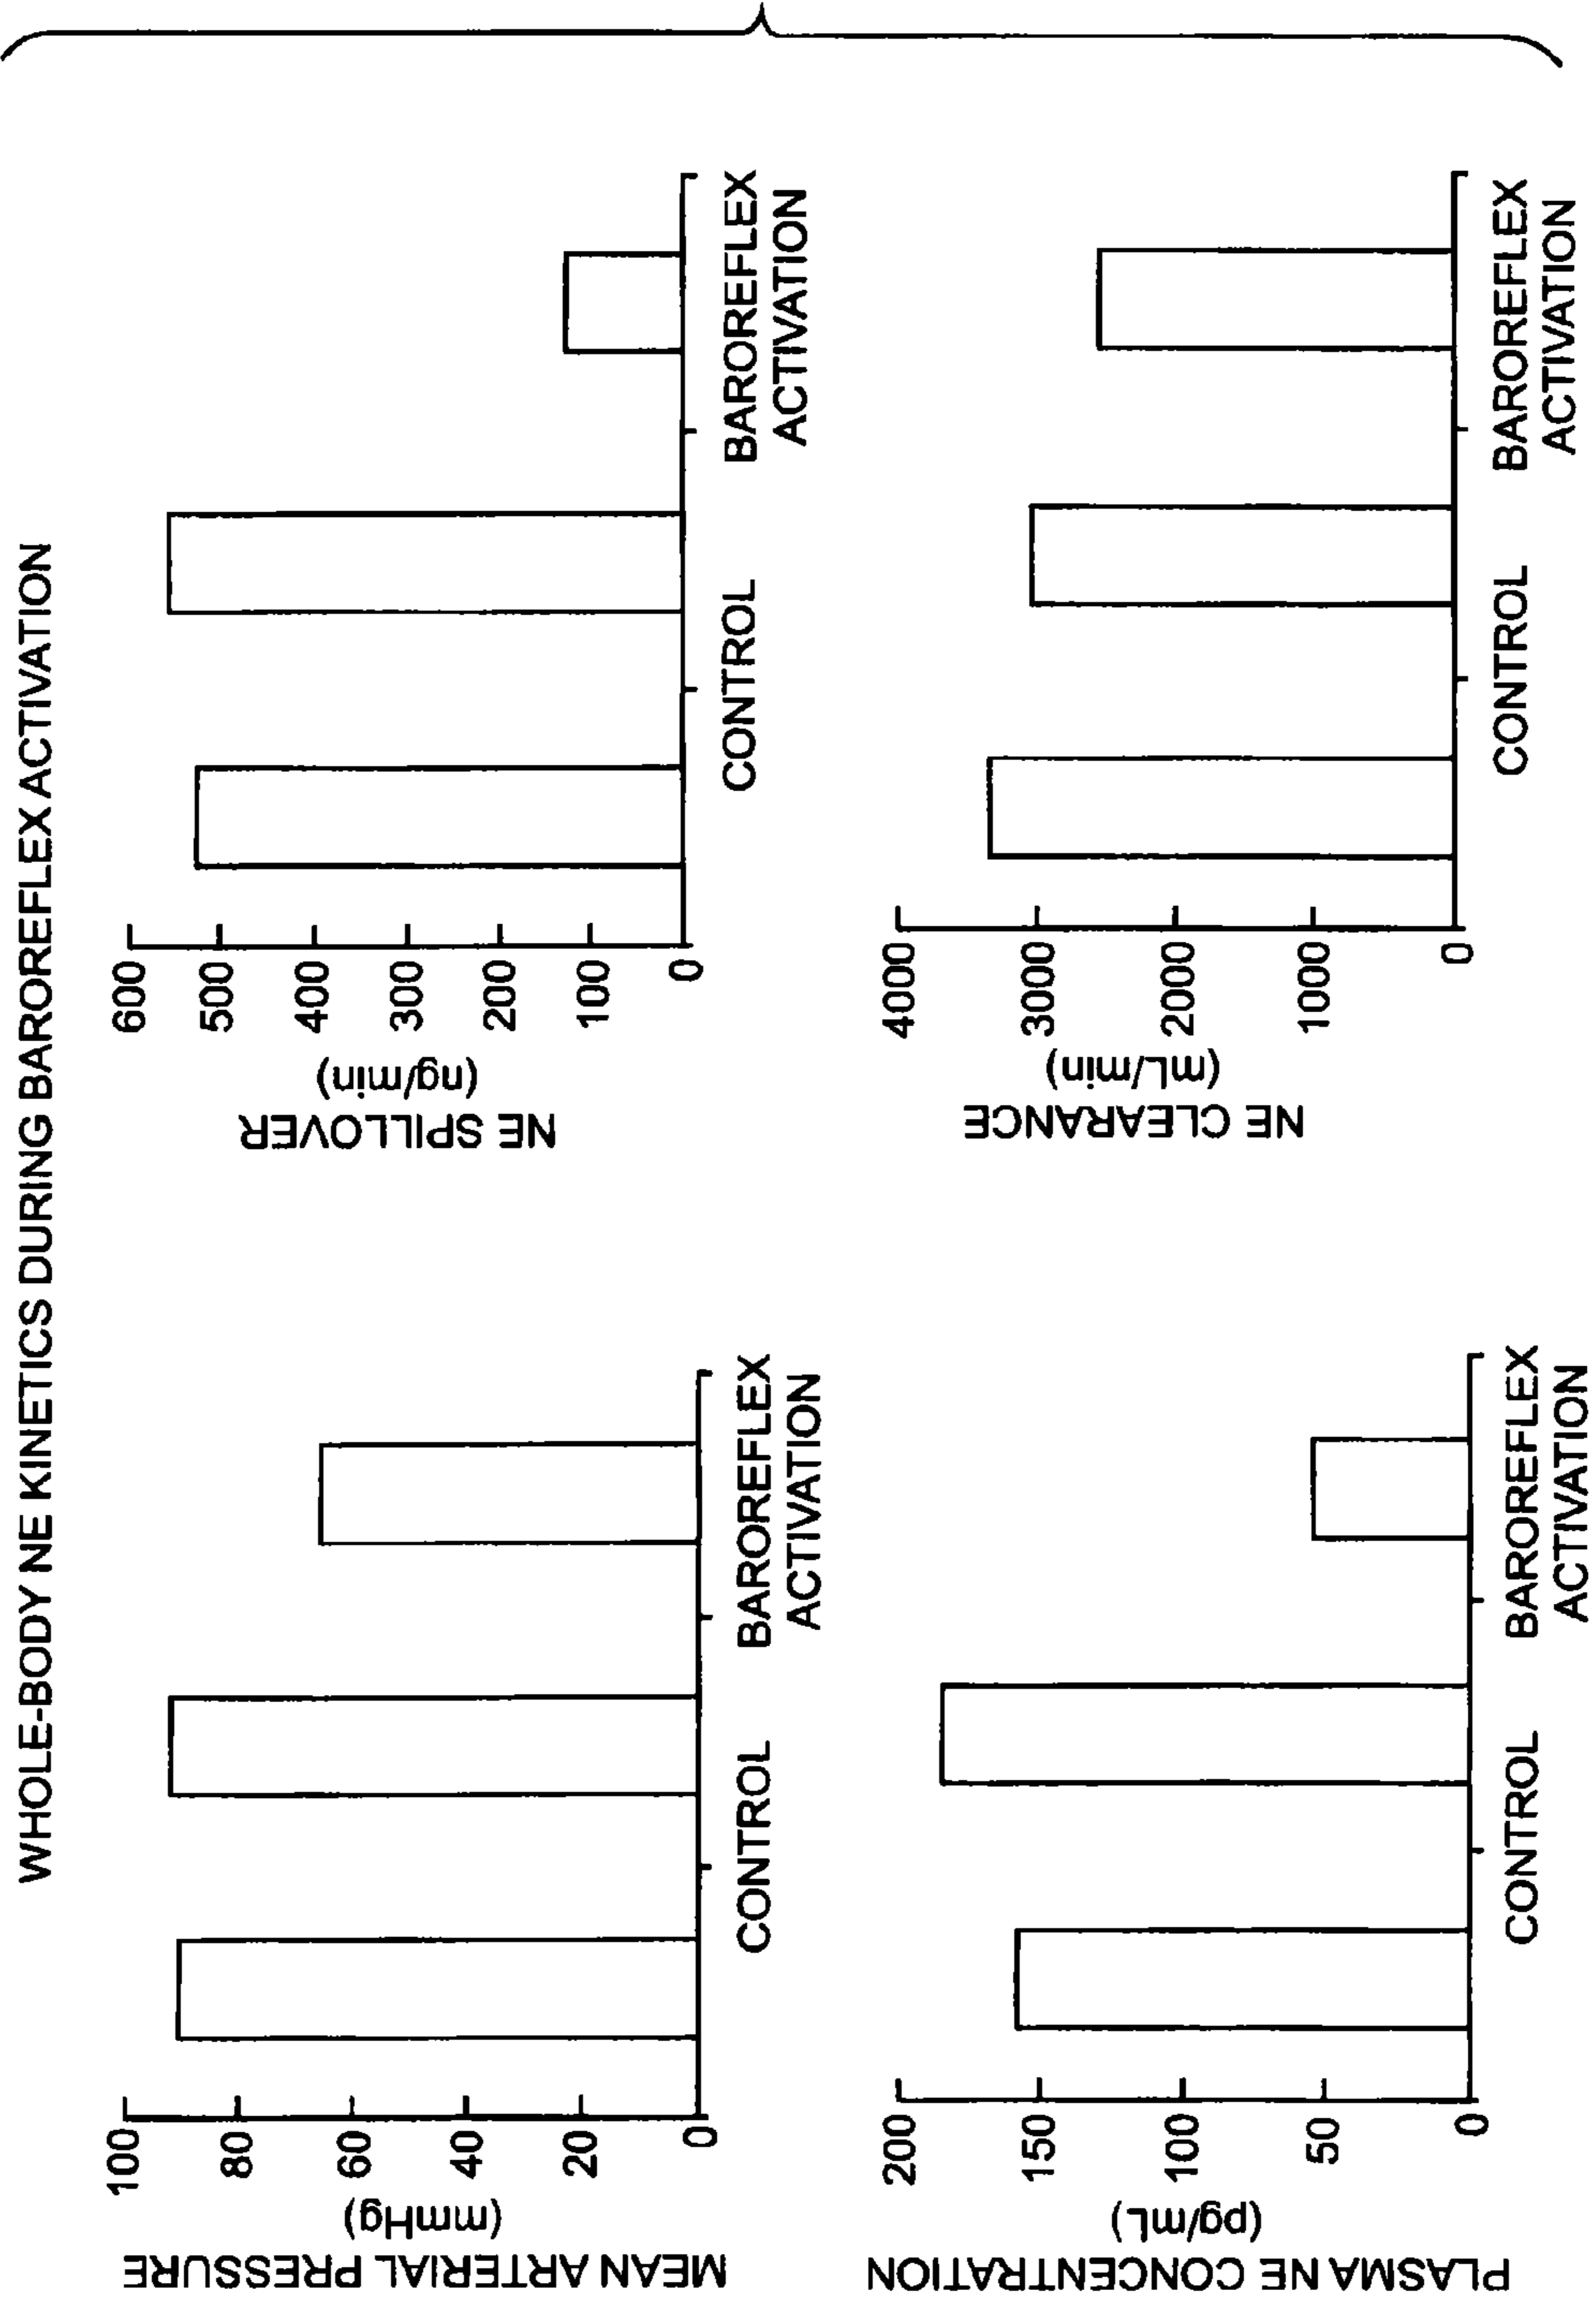 WHOLE-BODY NE KINETICS DURING BAROREFLEX ACTIVATION
MEAN ARTERIAL PRESSURE
(mmHg)
100
80
60
40
20
0
CONTROL
BAROREFLEX
ACTIVATION
NE SPILLOVER
(ng/min)
600
500
400
300
200
100
0
CONTROL
BAROREFLEX
ACTIVATION
PLASMA NE CONCENTRATION
(pg/mL)
200
150
100
50
0
CONTROL
BAROREFLEX
ACTIVATION
NE CLEARANCE
(mL/min)
4000
3000
2000
1000
0
CONTROL
BAROREFLEX
ACTIVATION